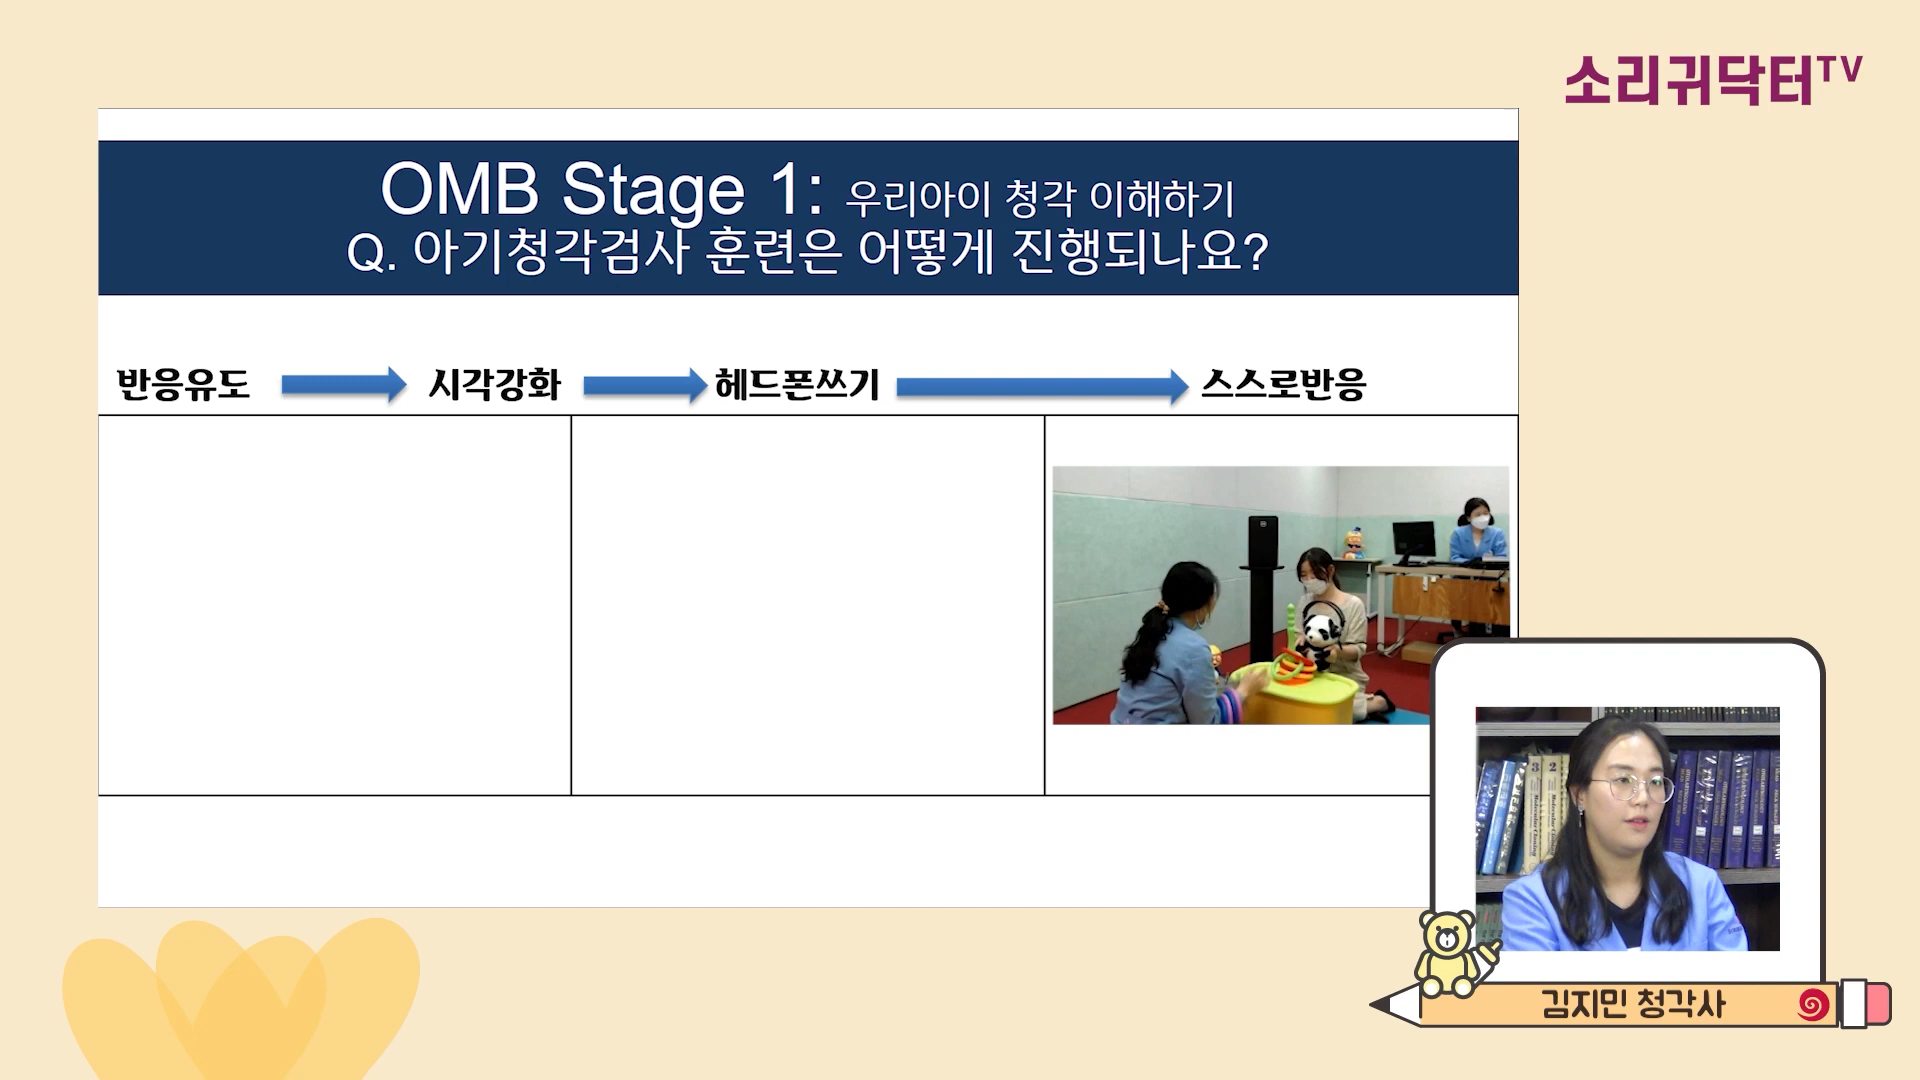 소리귀닥터TV
OMB Stage 1: 우리아이 청각 이해하기
Q. 아기청각검사 훈련은 어떻게 진행되나요?
반응유도 시각강화 헤드폰쓰기 스스로반응
3 2
김지민 청각사